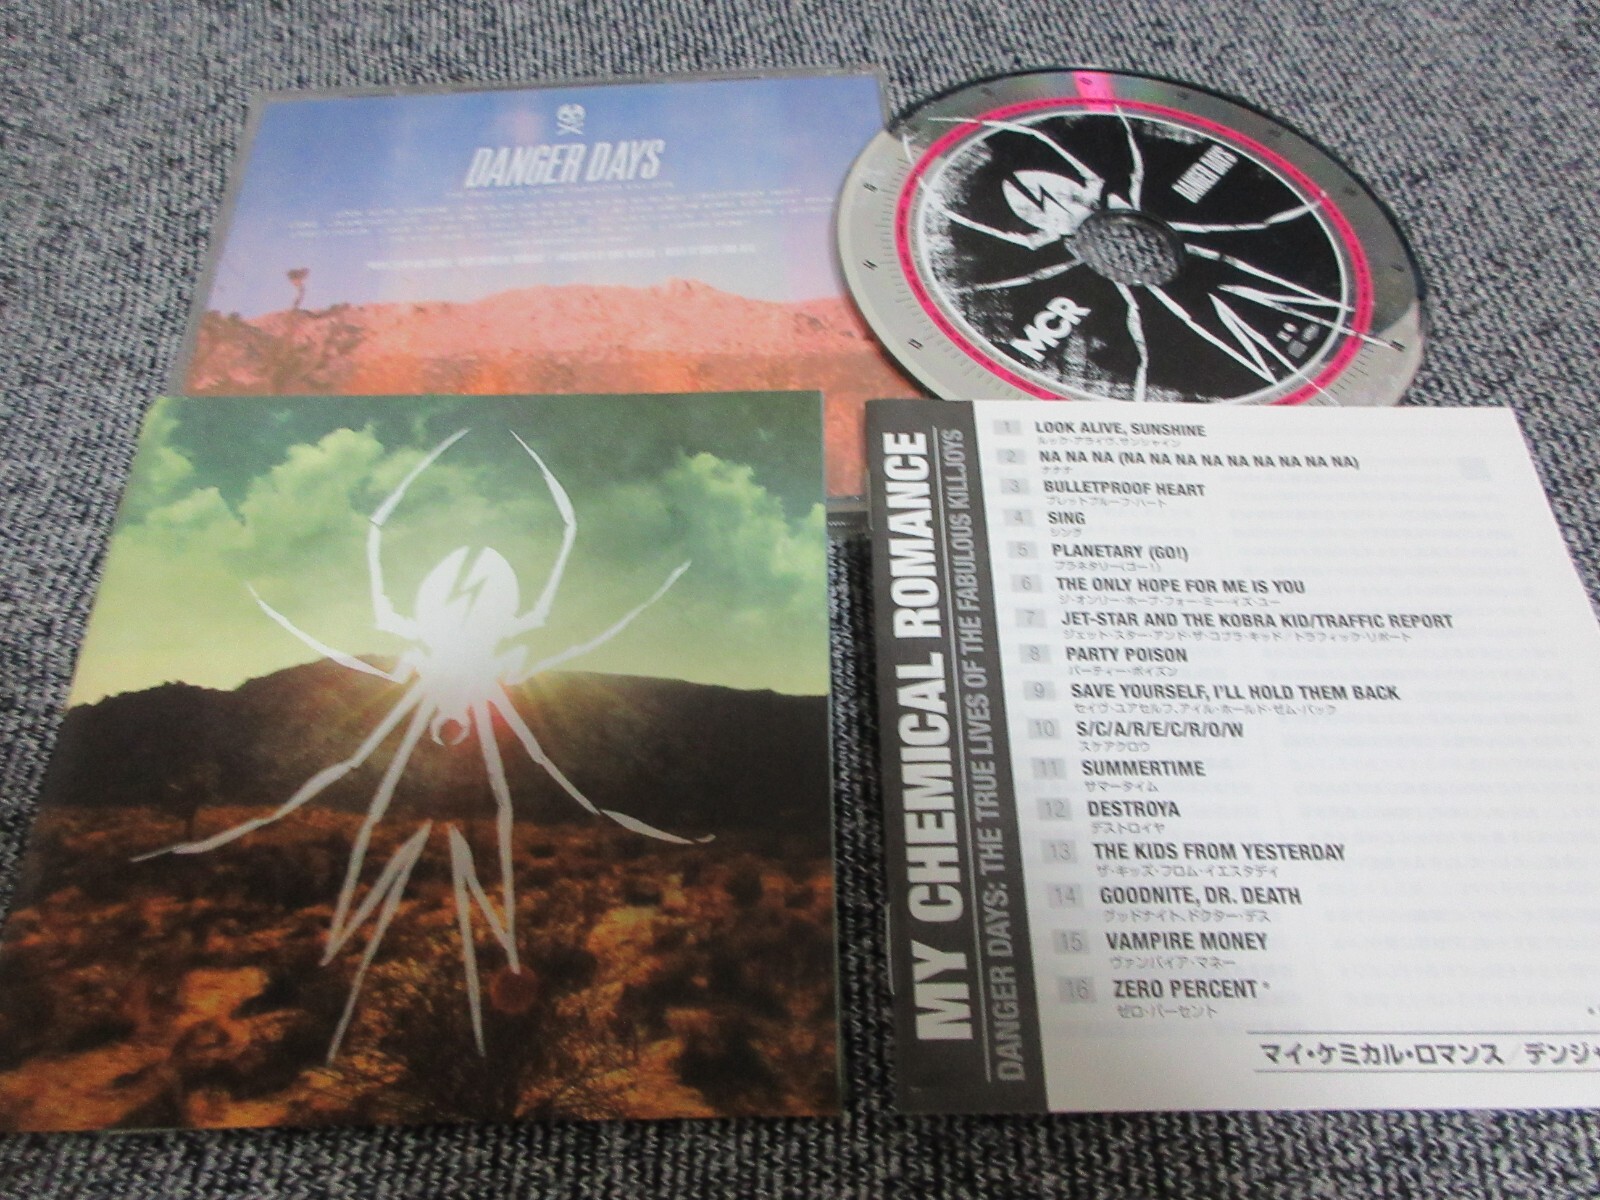 DANGER DAYS
DANGER DAYS
MCR
MY CHEMICAL ROMANCE
DANGER DAYS: THE TRUE LIVES OF THE FABULOUS KILLJOYS
1 LOOK ALIVE, SUNSHINE
ルック・アライヴ、サンシャイン
2 NA NA NA (NA NA NA NA NA NA NA NA NA)
ナナナ
3 BULLETPROOF HEART
ブレットプルーフ・ハート
4 SING
シング
5 PLANETARY (GO!)
プラネタリー(ゴー!)
6 THE ONLY HOPE FOR ME IS YOU
ジ・オンリー・ホープ・フォー・ミー・イズ・ユー
7 JET-STAR AND THE KOBRA KID/TRAFFIC REPORT
ジェット・スター・アンド・ザ・コブラ・キッド/トラフィック・リポート
8 PARTY POISON
パーティー・ポイズン
9 SAVE YOURSELF, I'LL HOLD THEM BACK
セイヴ・ユアセルフ、アイル・ホールド・ゼム・バック
10 S/C/A/R/E/C/R/O/W
スケアクロウ
11 SUMMERTIME
サマータイム
12 DESTROYA
デストロイヤ
13 THE KIDS FROM YESTERDAY
ザ・キッズ・フロム・イエスタデイ
14 GOODNITE, DR. DEATH
グッドナイト、ドクター・デス
15 VAMPIRE MONEY
ヴァンパイア・マネー
16 ZERO PERCENT *
ゼロ・パーセント
マイ・ケミカル・ロマンス/デンジャ